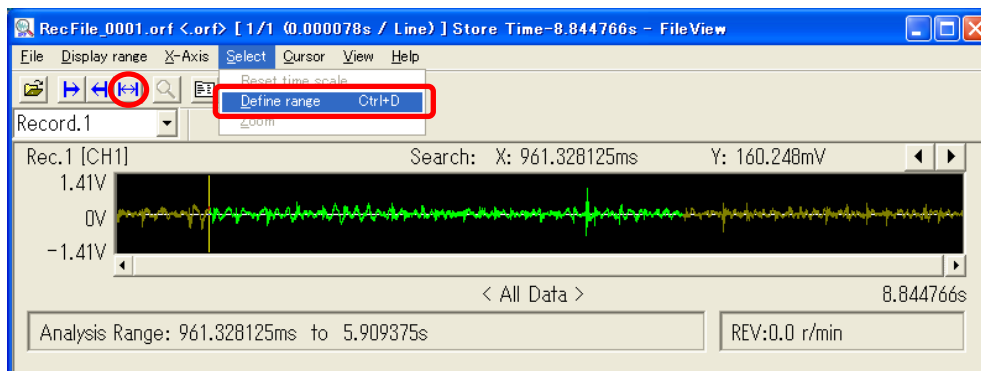 RecFile_0001.orf <.orf> [ 1/1 (0.000078s / Line) ] Store Time-8.844766s - FileView
File Display range X-Axis Select Cursor View Help
Reset time scale
Define range Ctrl+D
Record.1 Zoom
Rec.1 [CH1] Search: X: 961.328125ms Y: 160.248mV
1.41V
0V
-1.41V
< All Data > 8.844766s
Analysis Range: 961.328125ms to 5.909375s REV:0.0 r/min